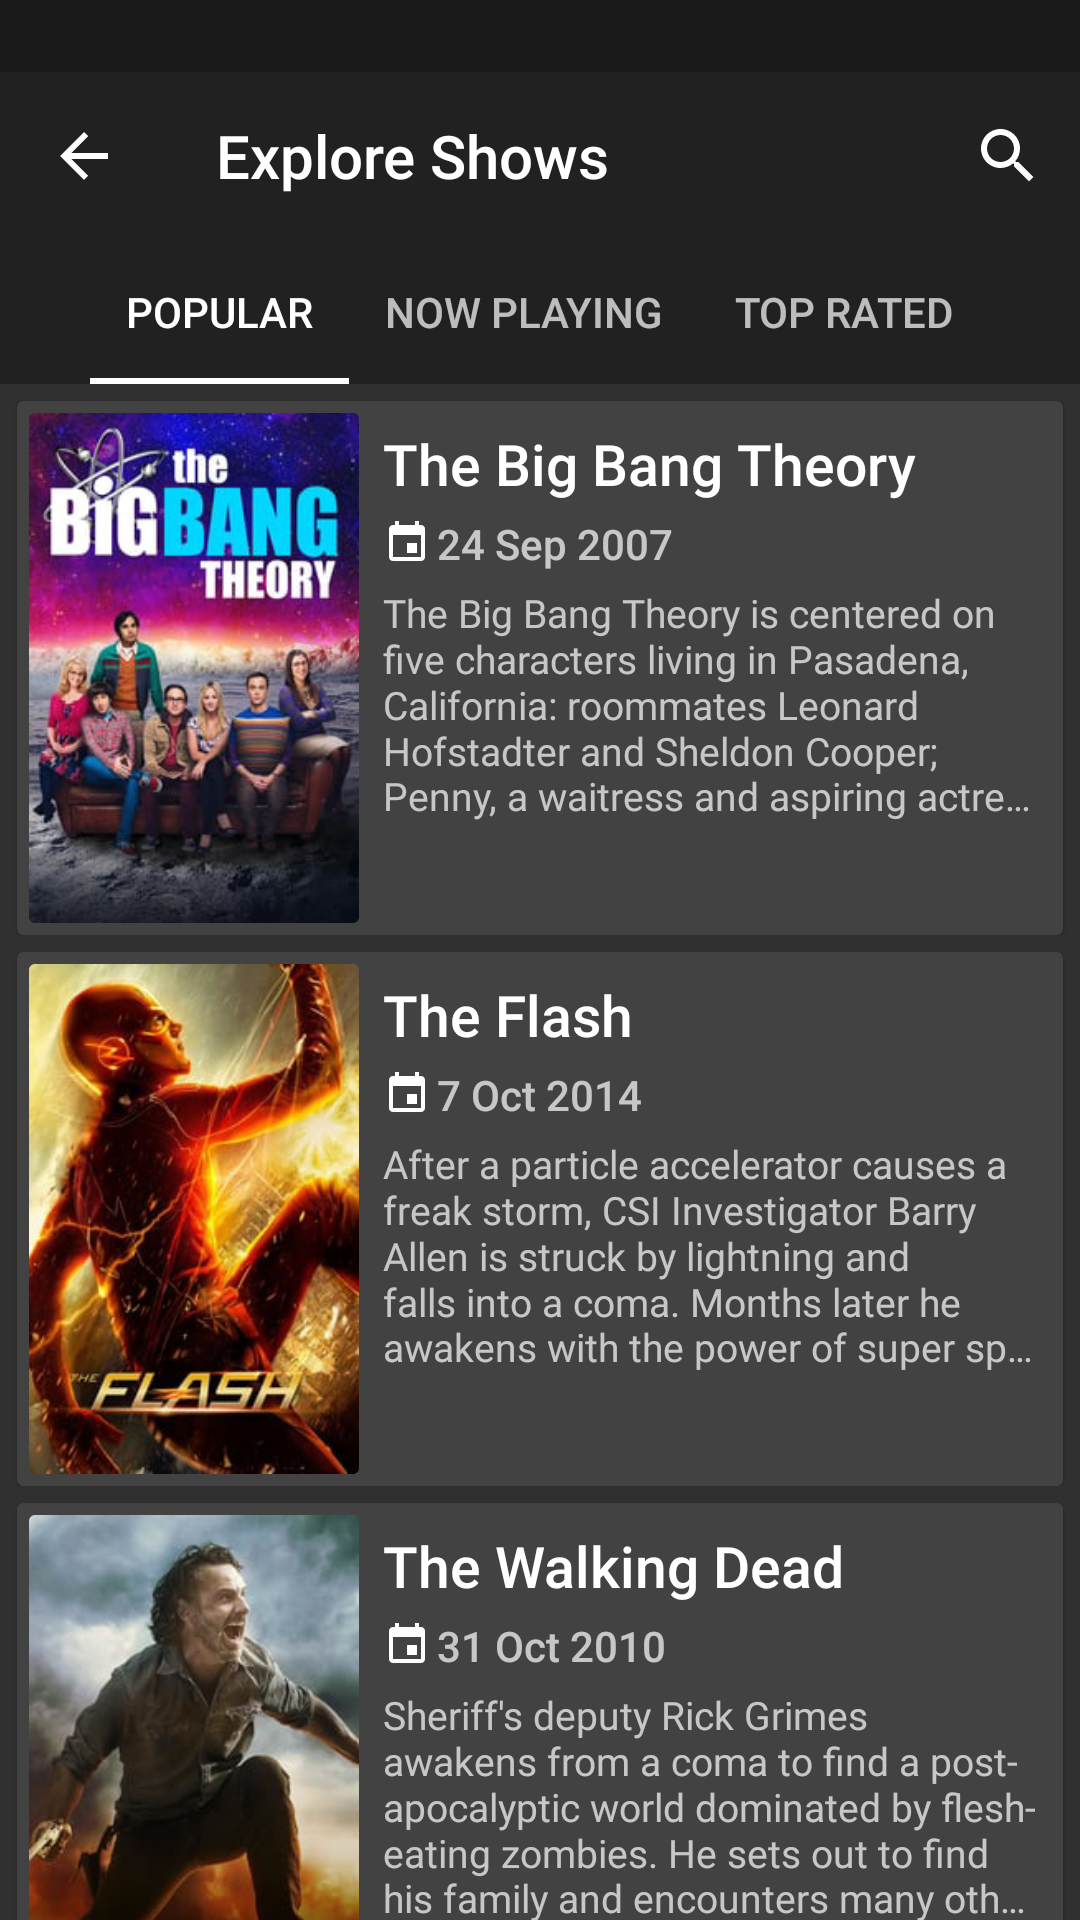 Explore Shows
POPULAR
NOW PLAYING
TOP RATED
the
BIGBANG
THEORY
The Big Bang Theory
24 Sep 2007
The Big Bang Theory is centered on
five characters living in Pasadena,
California: roommates Leonard
Hofstadter and Sheldon Cooper;
Penny, a waitress and aspiring actre…
THE FLASH
The Flash
7 Oct 2014
After a particle accelerator causes a
freak storm, CSI Investigator Barry
Allen is struck by lightning and
falls into a coma. Months later he
awakens with the power of super sp…
The Walking Dead
31 Oct 2010
Sheriff's deputy Rick Grimes
awakens from a coma to find a post-
apocalyptic world dominated by flesh-
eating zombies. He sets out to find
his family and encounters many oth…